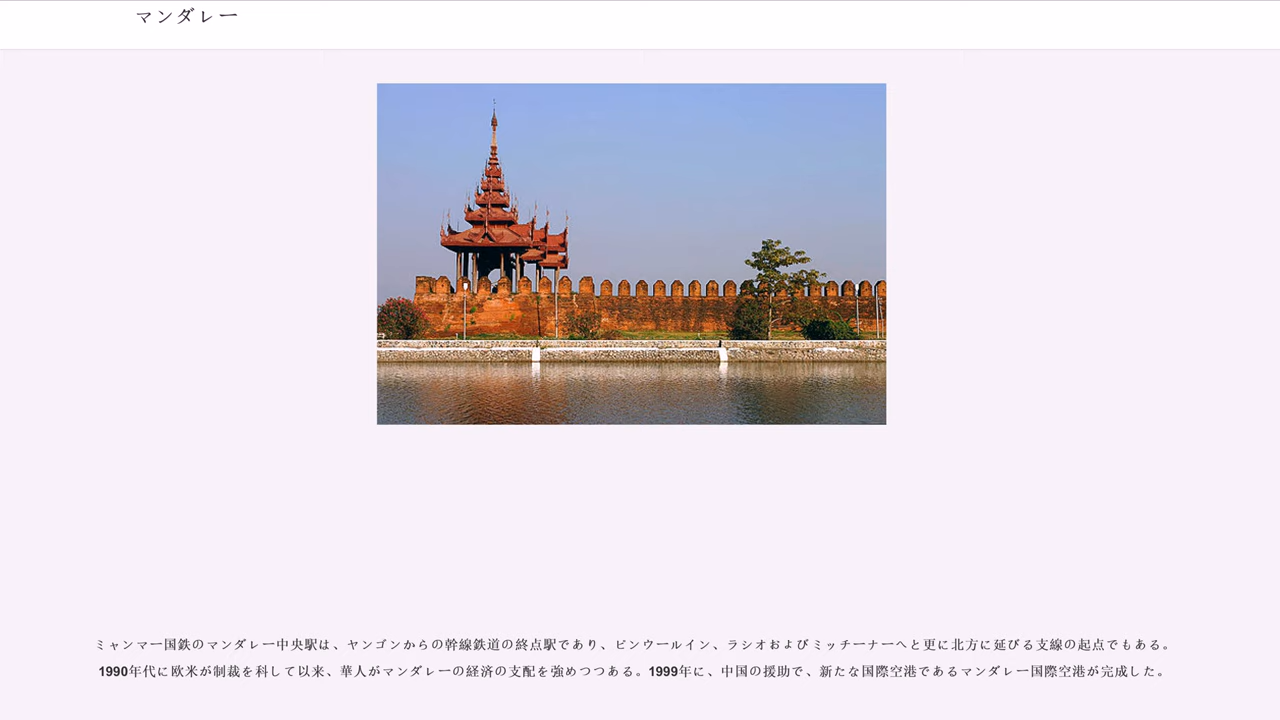 マンダレー
ミャンマー国鉄のマンダレー中央駅は、ヤンゴンからの幹線鉄道の終点駅であり、ピンウールイン、ラシオおよびミッチーナーへと更に北方に延びる支線の起点でもある。
1990年代に欧米が制裁を科して以来、華人がマンダレーの経済の支配を強めつつある。1999年に、中国の援助で、新たな国際空港であるマンダレー国際空港が完成した。